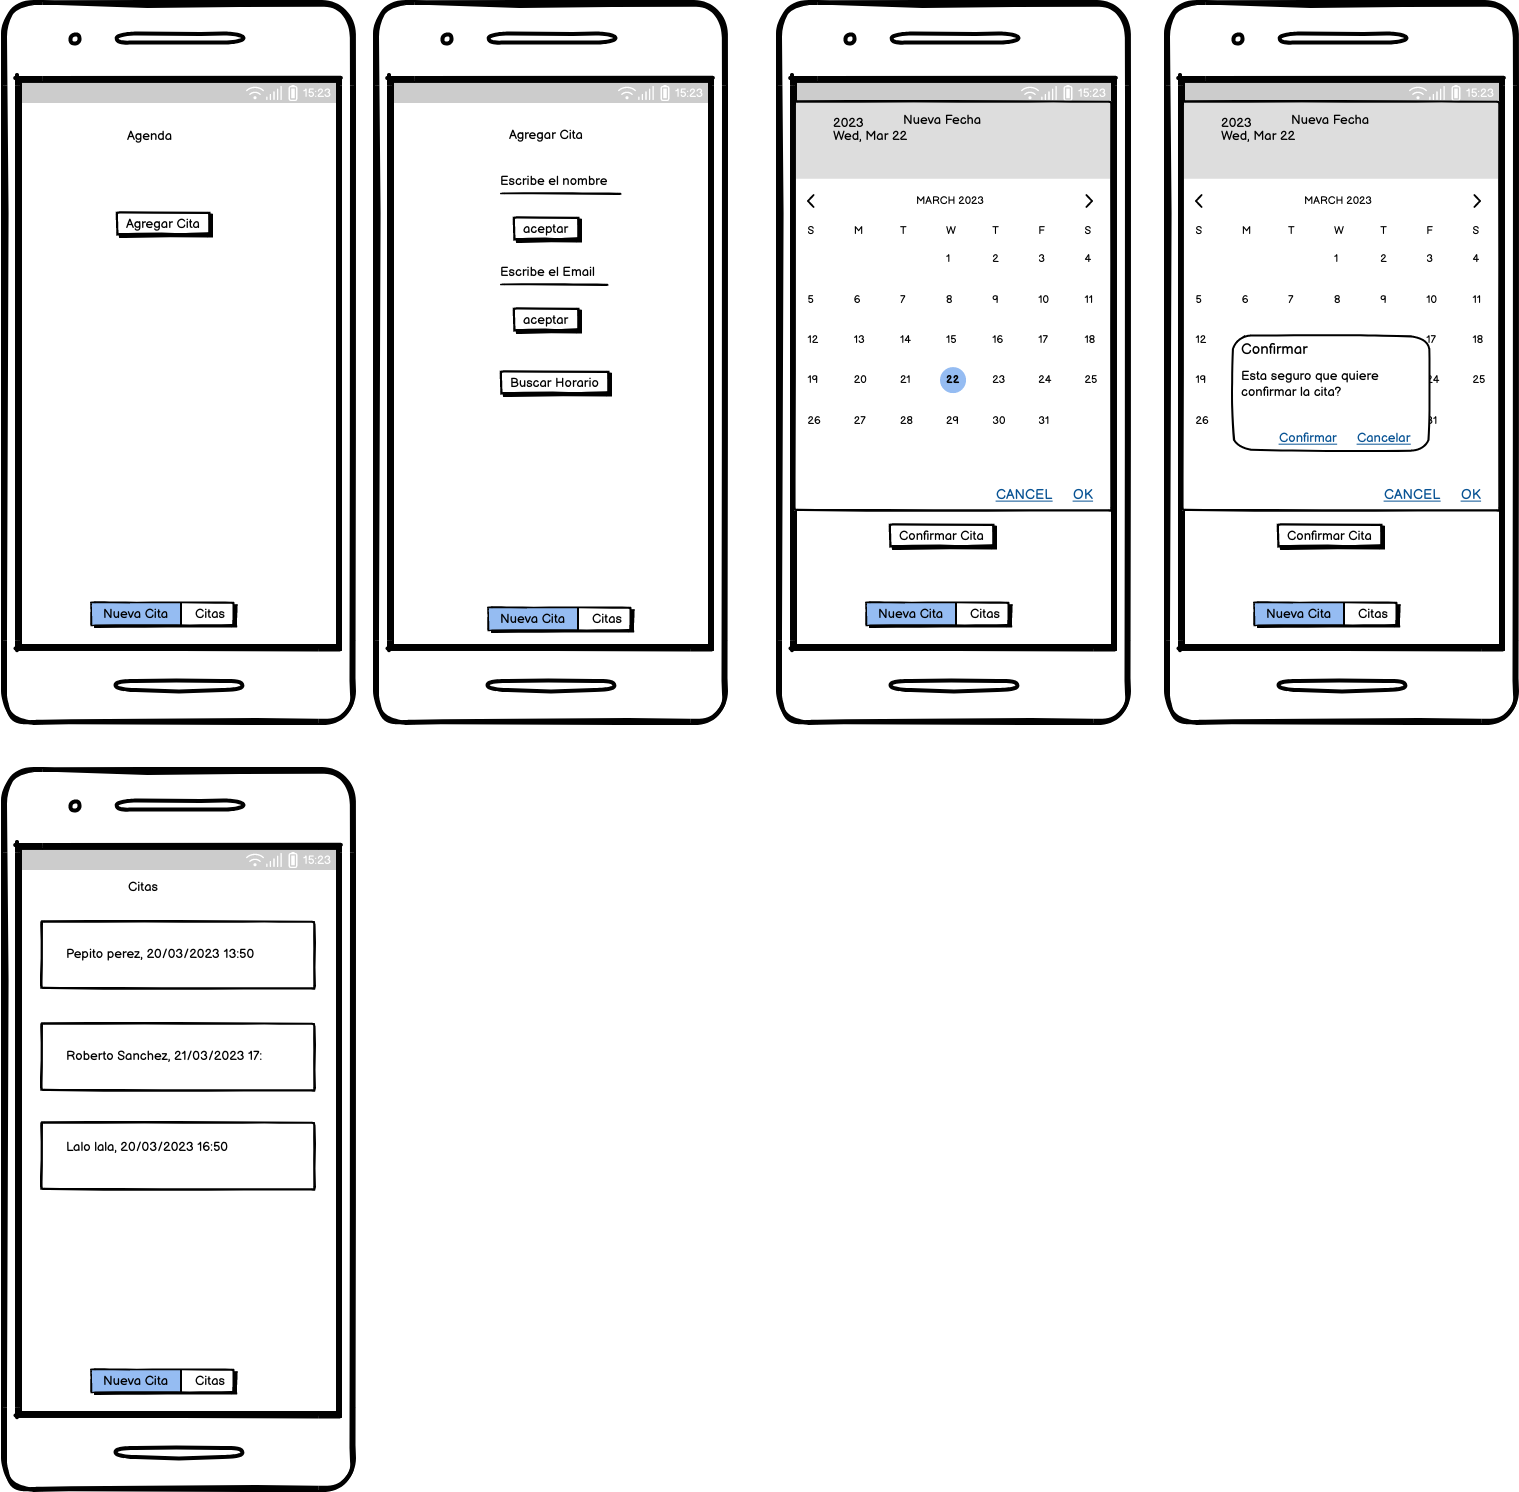 15:23
Agenda
Agregar Cita
Nueva Cita Citas
15:23
Agregar Cita
Escribe el nombre
aceptar
Escribe el Email
aceptar
Buscar Horario
Nueva Cita Citas
15:23
2023 Nueva Fecha
Wed, Mar 22
MARCH 2023
S M T W T F S
1 2 3 4
5 6 7 8 9 10 11
12 13 14 15 16 17 18
19 20 21 22 23 24 25
26 27 28 29 30 31
CANCEL OK
Confirmar Cita
Nueva Cita Citas
15:23
2023 Nueva Fecha
Wed, Mar 22
MARCH 2023
S M T W T F S
1 2 3 4
5 6 7 8 9 10 11
12 17 18
19 24 25
26 31
Confirmar
Esta seguro que quiere
confirmar la cita?
Confirmar Cancelar
CANCEL OK
Confirmar Cita
Nueva Cita Citas
15:23
Citas
Pepito perez, 20/03/2023 13:50
Roberto Sanchez, 21/03/2023 17:
Lalo lala, 20/03/2023 16:50
Nueva Cita Citas